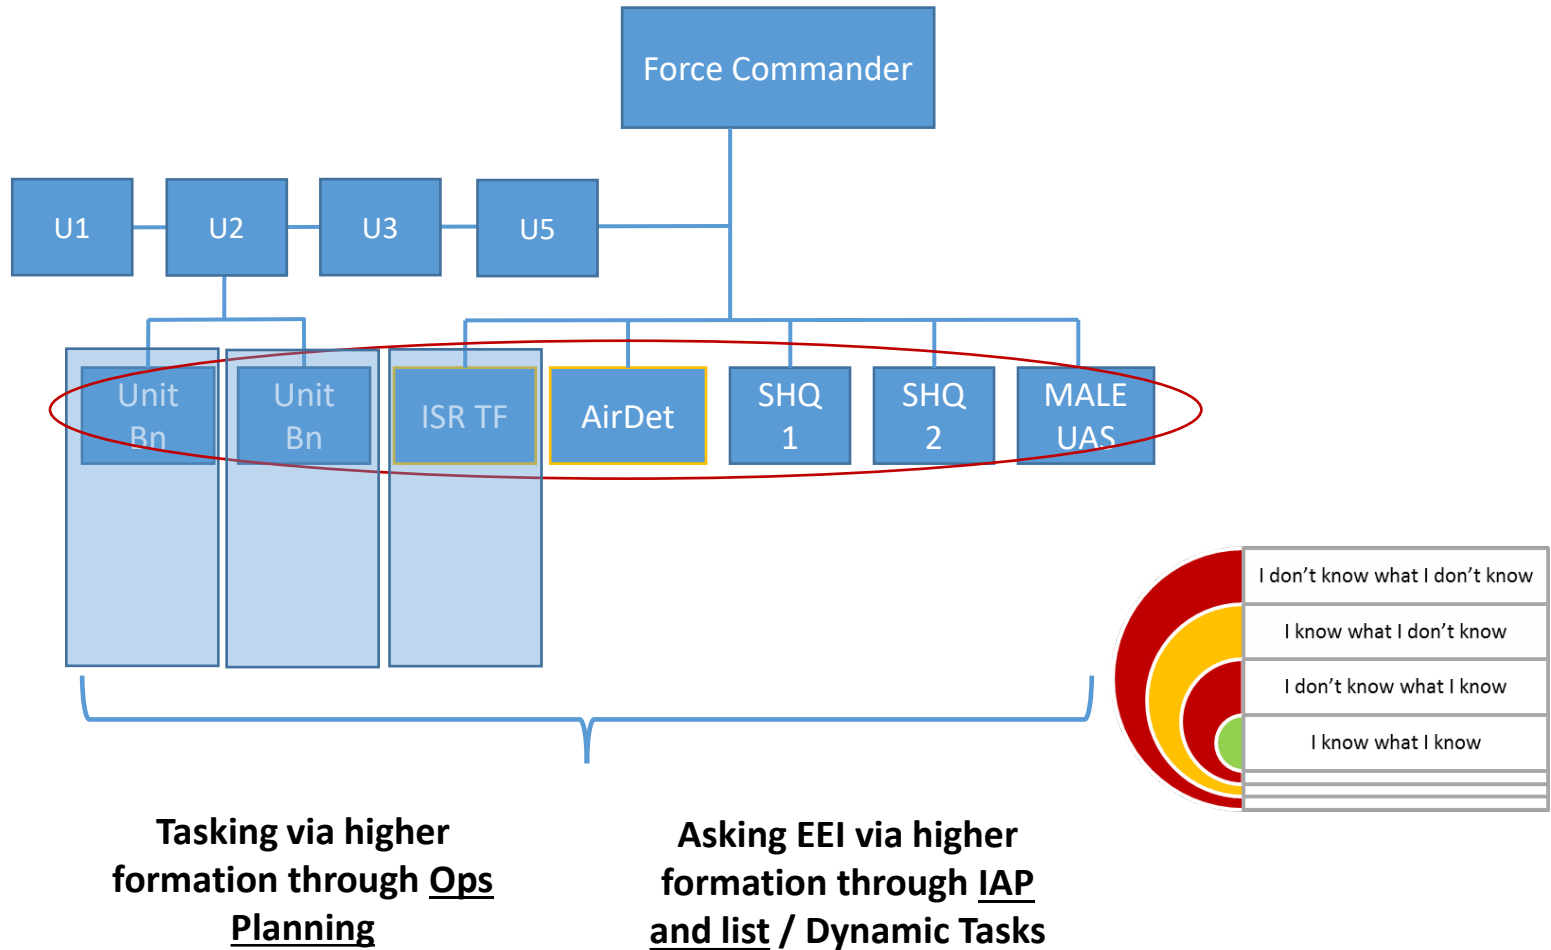 Force Commander
U1
U2
U3
U5
Unit
Bn
Unit
Bn
ISR TF
AirDet
SHQ
1
SHQ
2
MALE
UAS
I don’t know what I don’t know
I know what I don’t know
I don’t know what I know
I know what I know
Tasking via higher
formation through Ops
Planning
Asking EEI via higher
formation through IAP
and list / Dynamic Tasks